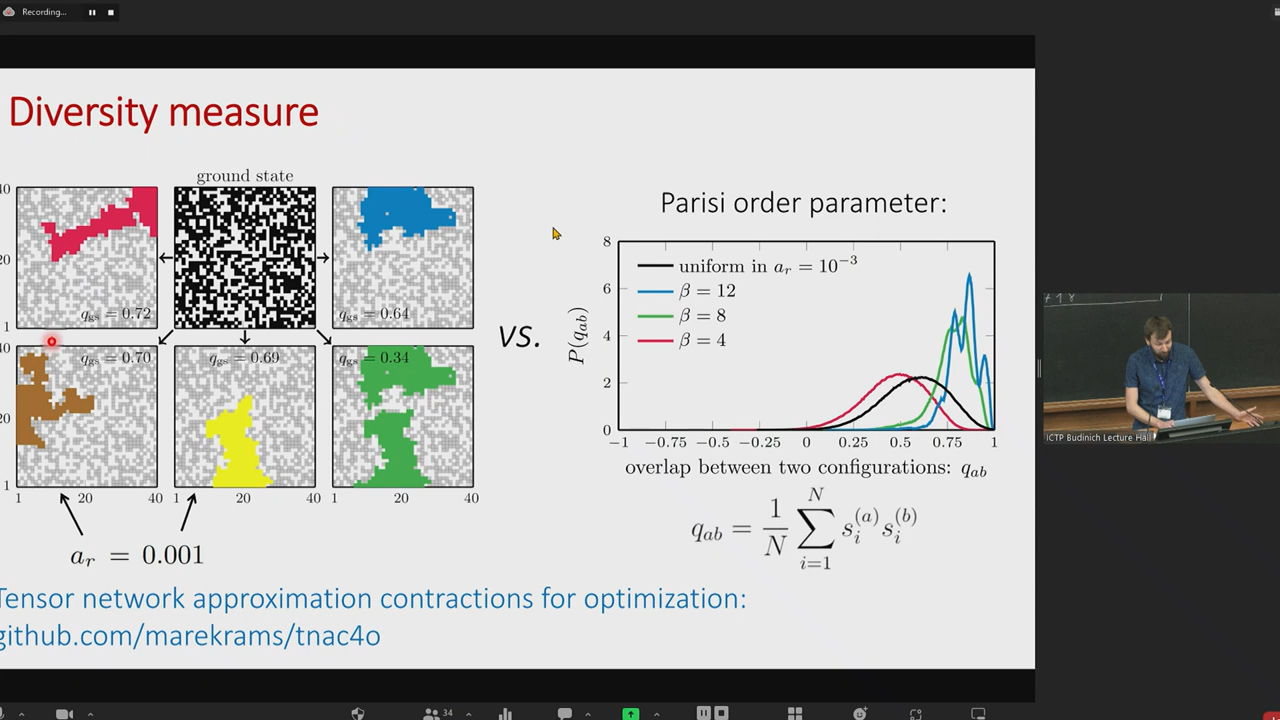 Recording...
Diversity measure
ground state
40
20
1
q_gs = 0.72
q_gs = 0.64
40
20
1
q_gs = 0.70
q_gs = 0.69
q_gs = 0.34
1 20 40 1 20 40 1 20 40
a_r = 0.001
vs.
Parisi order parameter:
8
6
4
2
0
P(q_ab)
uniform in a_r = 10^{-3}
β = 12
β = 8
β = 4
−1 −0.75 −0.5 −0.25 0 0.25 0.5 0.75 1
overlap between two configurations: q_ab
q_ab = \frac{1}{N} \sum_{i=1}^{N} s_i^{(a)} s_i^{(b)}
Tensor network approximation contractions for optimization:
github.com/marekrams/tnac4o
ICTP Budinich Lecture Hall
34